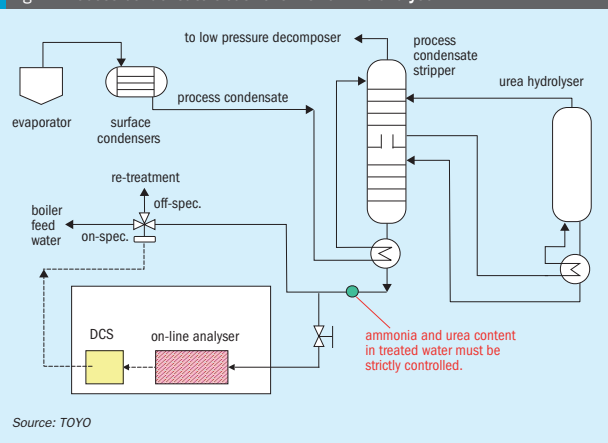 to low pressure decomposer
process
condensate
stripper
urea hydrolyser
process condensate
evaporator
surface
condensers
re-treatment
off-spec.
boiler
feed
water
on-spec.
DCS
on-line analyser
ammonia and urea content
in treated water must be
strictly controlled.
Source: TOYO